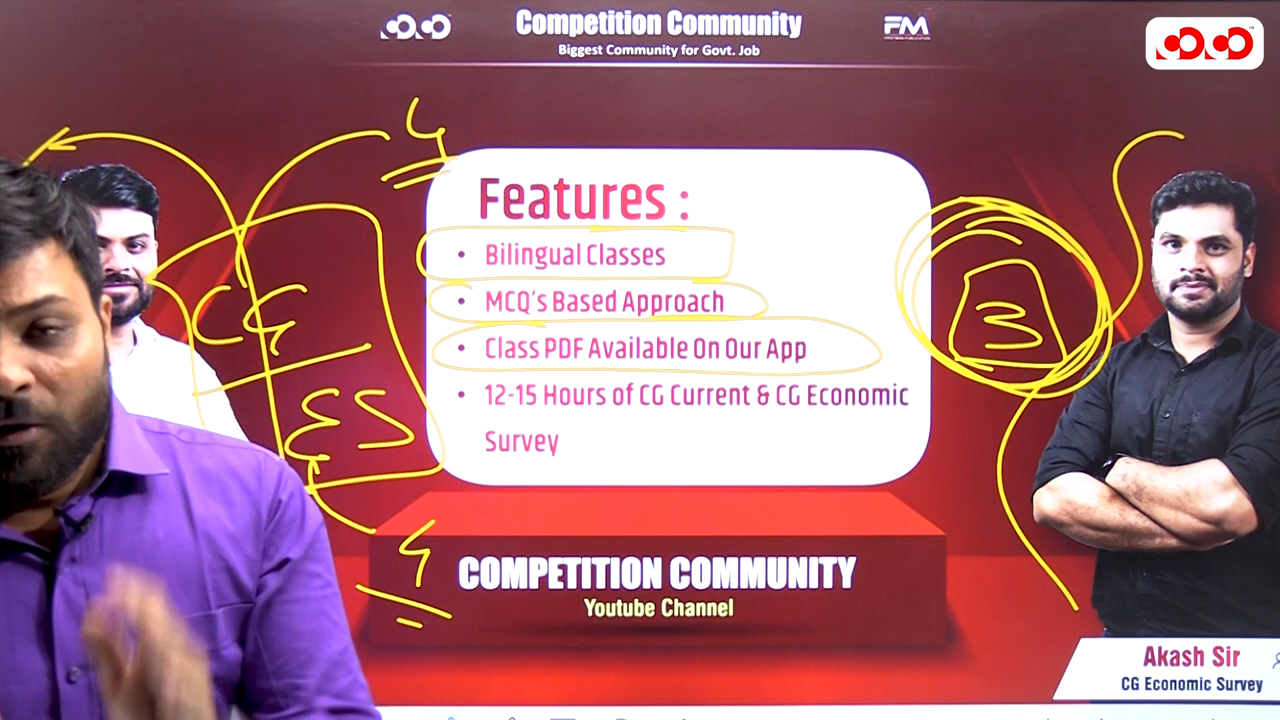 Competition Community
Biggest Community for Govt. Job
FM
Features :
• Bilingual Classes
• MCQ's Based Approach
• Class PDF Available On Our App
• 12-15 Hours of CG Current & CG Economic
Survey
4
CG
ES
4
3
COMPETITION COMMUNITY
Youtube Channel
Akash Sir
CG Economic Survey